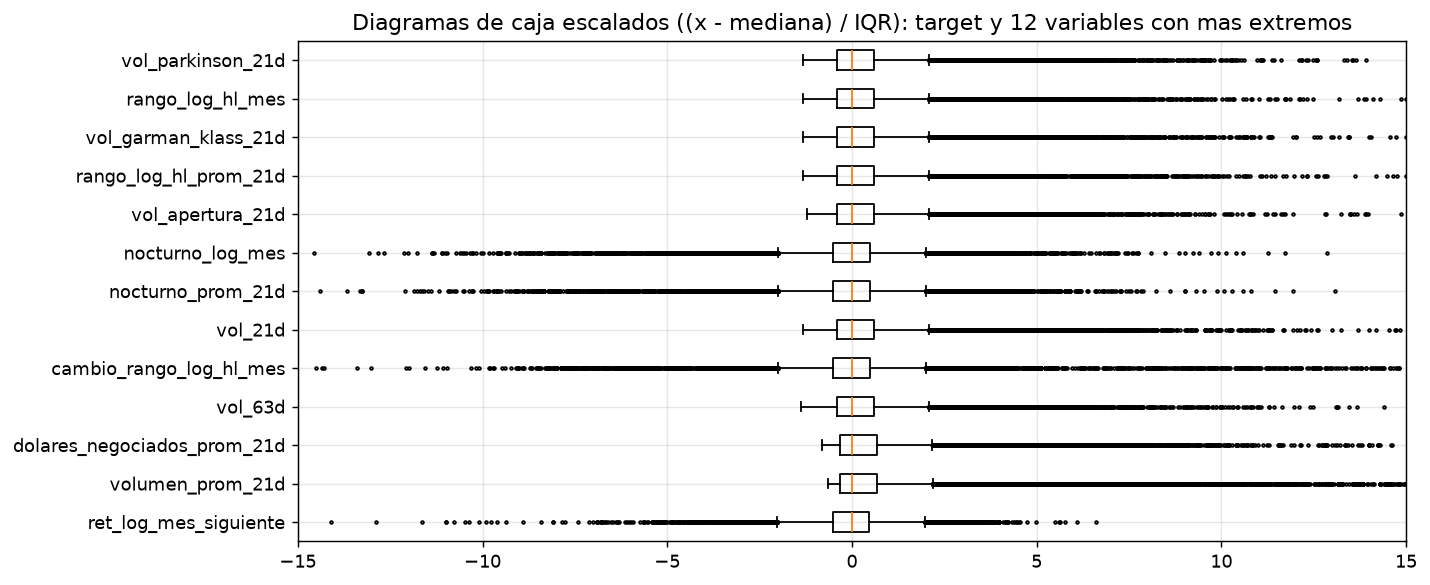 Diagramas de caja escalados ((x - mediana) / IQR): target y 12 variables con mas extremos
vol_parkinson_21d
rango_log_hl_mes
vol_garman_klass_21d
rango_log_hl_prom_21d
vol_apertura_21d
nocturno_log_mes
nocturno_prom_21d
vol_21d
cambio_rango_log_hl_mes
vol_63d
dolares_negociados_prom_21d
volumen_prom_21d
ret_log_mes_siguiente
−15 −10 −5 0 5 10 15